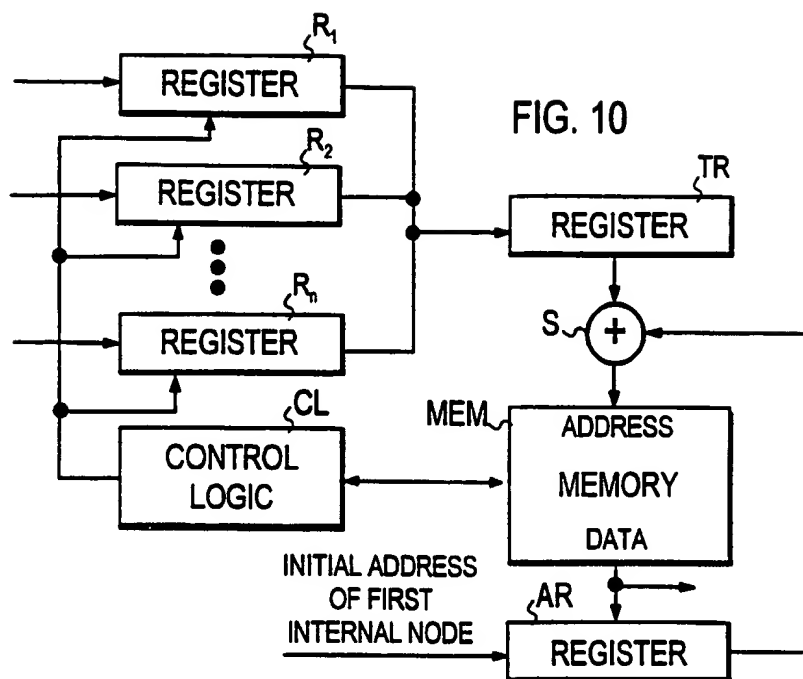 R₁
REGISTER
FIG. 10
R₂
REGISTER
TR
REGISTER
Rₙ
REGISTER
S
+
CL
CONTROL
LOGIC
MEM
ADDRESS
MEMORY
DATA
INITIAL ADDRESS
OF FIRST
INTERNAL NODE
AR
REGISTER